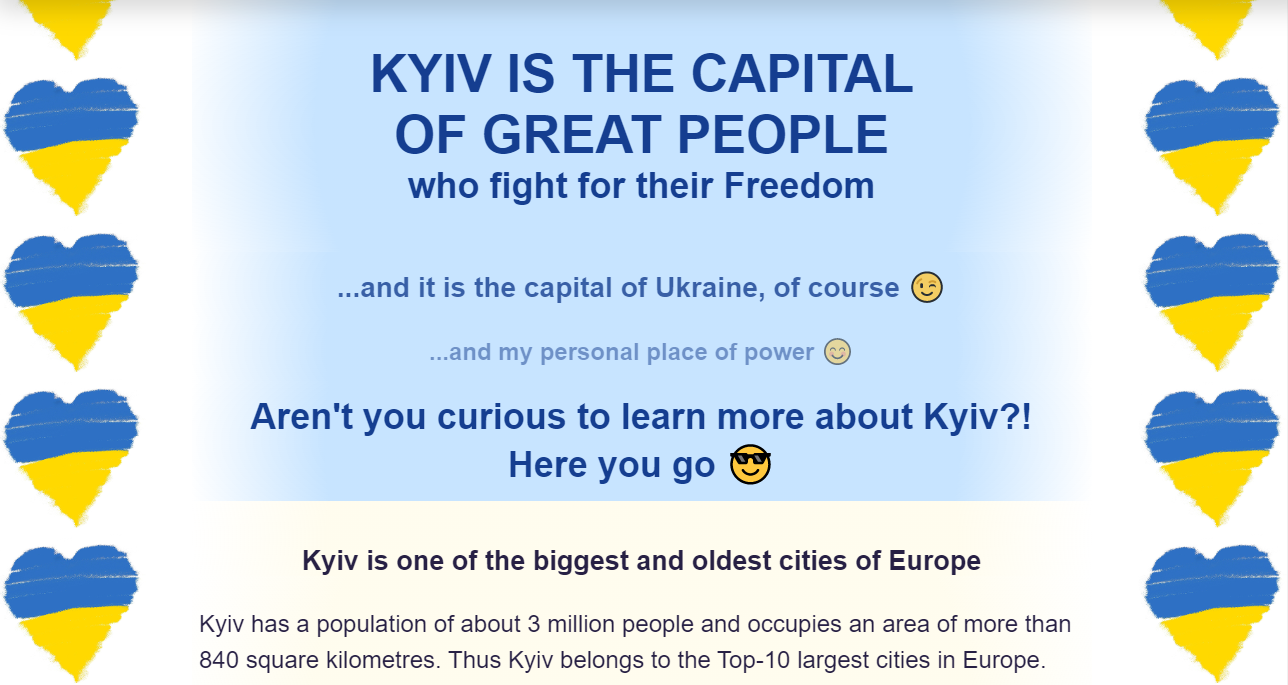 KYIV IS THE CAPITAL
OF GREAT PEOPLE
who fight for their Freedom
...and it is the capital of Ukraine, of course 😉
...and my personal place of power 😊
Aren't you curious to learn more about Kyiv?!
Here you go 😎
Kyiv is one of the biggest and oldest cities of Europe
Kyiv has a population of about 3 million people and occupies an area of more than
840 square kilometres. Thus Kyiv belongs to the Top-10 largest cities in Europe.